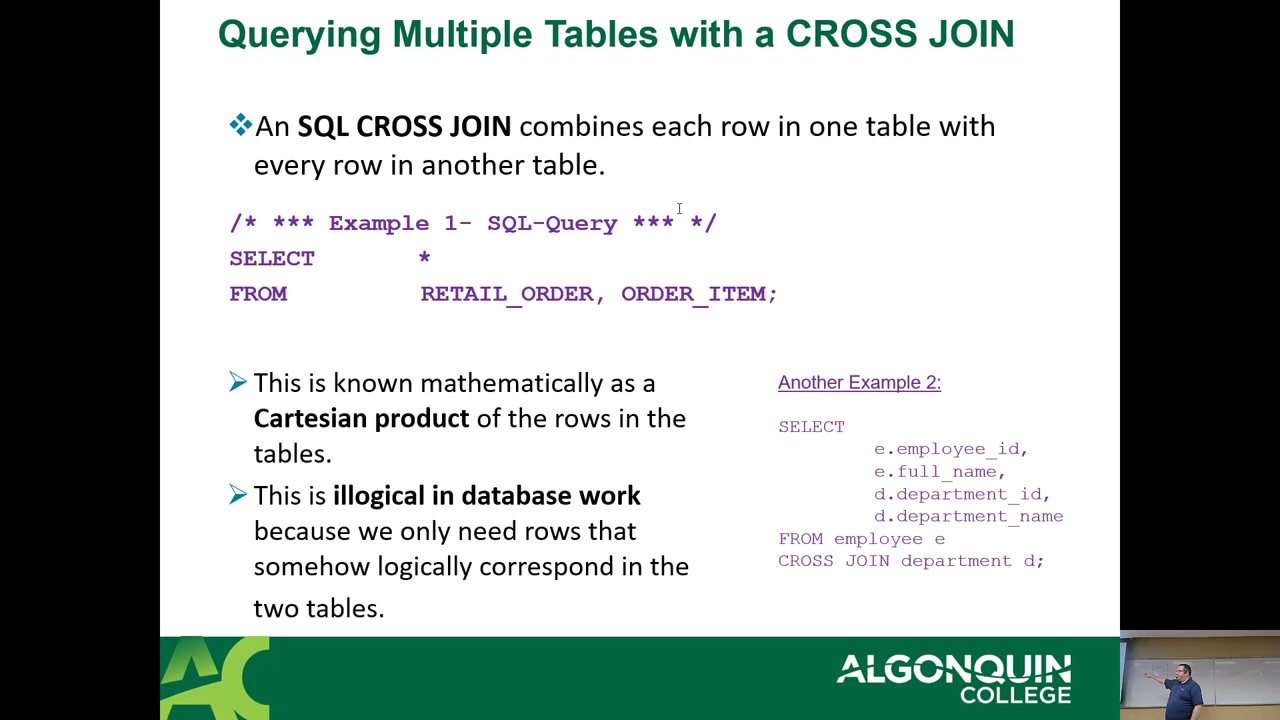 Querying Multiple Tables with a CROSS JOIN
An SQL CROSS JOIN combines each row in one table with
every row in another table.
/* *** Example 1- SQL-Query *** */
SELECT *
FROM RETAIL_ORDER, ORDER_ITEM;
This is known mathematically as a
Cartesian product of the rows in the
tables.
This is illogical in database work
because we only need rows that
somehow logically correspond in the
two tables.
Another Example 2:
SELECT
e.employee_id,
e.full_name,
d.department_id,
d.department_name
FROM employee e
CROSS JOIN department d;
AC
ALGONQUIN
COLLEGE